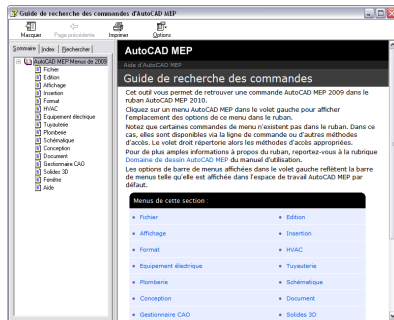 Guide de recherche des commandes d'AutoCAD MEP
Masquer Page précédente Imprimer Options
Sommaire Index Rechercher
AutoCAD MEP Menus de 2009
Fichier
Edition
Affichage
Insertion
Format
HVAC
Equipement électrique
Tuyauterie
Plomberie
Schématique
Conception
Document
Gestionnaire CAO
Solides 3D
Fenêtre
Aide
AutoCAD MEP
Aide d'AutoCAD MEP
Guide de recherche des commandes
Cet outil vous permet de retrouver une commande AutoCAD MEP 2009 dans le
ruban AutoCAD MEP 2010.
Cliquez sur un menu AutoCAD MEP dans le volet gauche pour afficher
l'emplacement des options de ce menu dans le ruban.
Notez que certaines commandes de menu n'existent pas dans le ruban. Dans ce
cas, elles sont disponibles via la ligne de commande ou d'autres méthodes
d'accès. Le volet droit répertorie alors les méthodes d'accès appropriées.
Pour de plus amples informations à propos du ruban, reportez-vous à la rubrique
Domaine de dessin AutoCAD MEP du manuel d'utilisation.
Les options de barre de menus affichées dans le volet gauche reflètent la barre
de menus telle qu'elle est affichée dans l'espace de travail AutoCAD MEP par
défaut.
Menus de cette section :
• Fichier • Edition
• Affichage • Insertion
• Format • HVAC
• Equipement électrique • Tuyauterie
• Plomberie • Schématique
• Conception • Document
• Gestionnaire CAO • Solides 3D